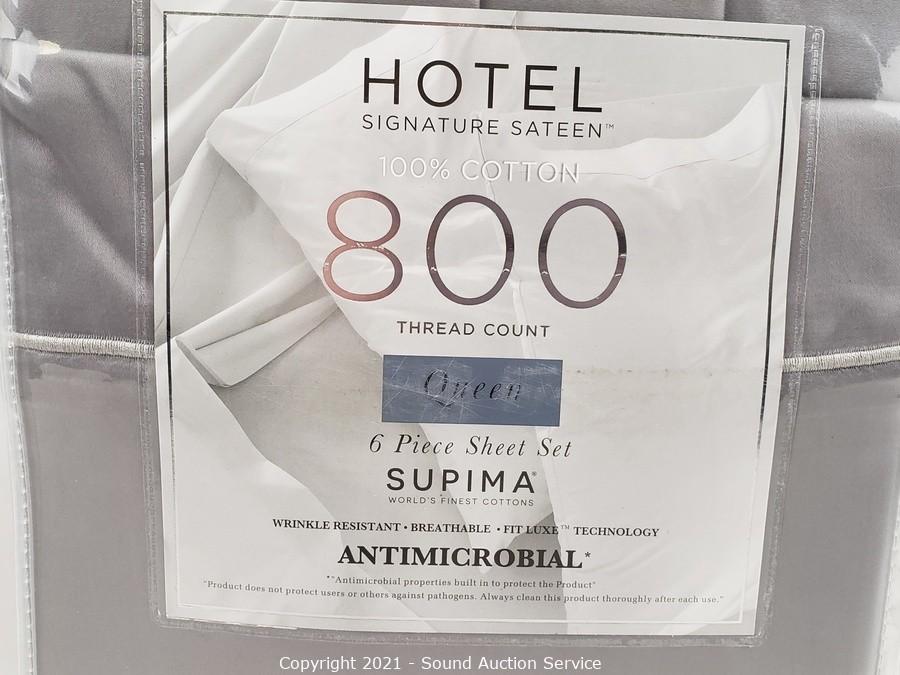 HOTEL
SIGNATURE SATEEN™
100% COTTON
800
THREAD COUNT
Queen
6 Piece Sheet Set
SUPIMA®
WORLD'S FINEST COTTONS
WRINKLE RESISTANT • BREATHABLE • FIT LUXE™ TECHNOLOGY
ANTIMICROBIAL*
*"Antimicrobial properties built in to protect the Product"
"Product does not protect users or others against pathogens. Always clean this product thoroughly after each use."
Copyright 2021 - Sound Auction Service